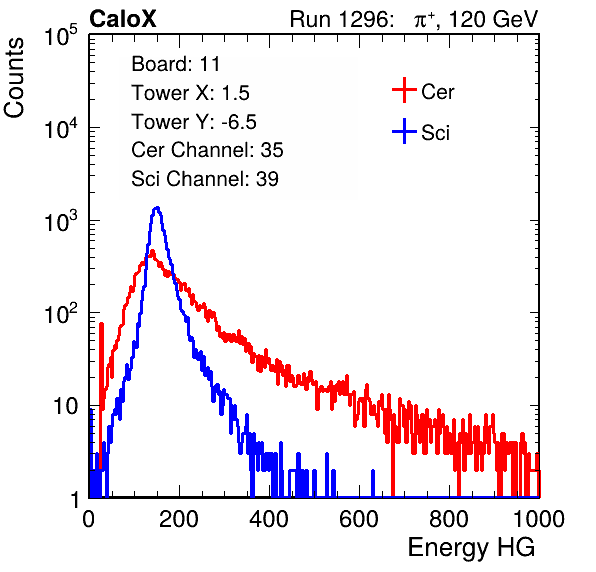 CaloX Run 1296: π⁺, 120 GeV
Counts
10⁵
10⁴
10³
10²
10
1
Board: 11
Tower X: 1.5
Tower Y: -6.5
Cer Channel: 35
Sci Channel: 39
Cer
Sci
0 200 400 600 800 1000
Energy HG